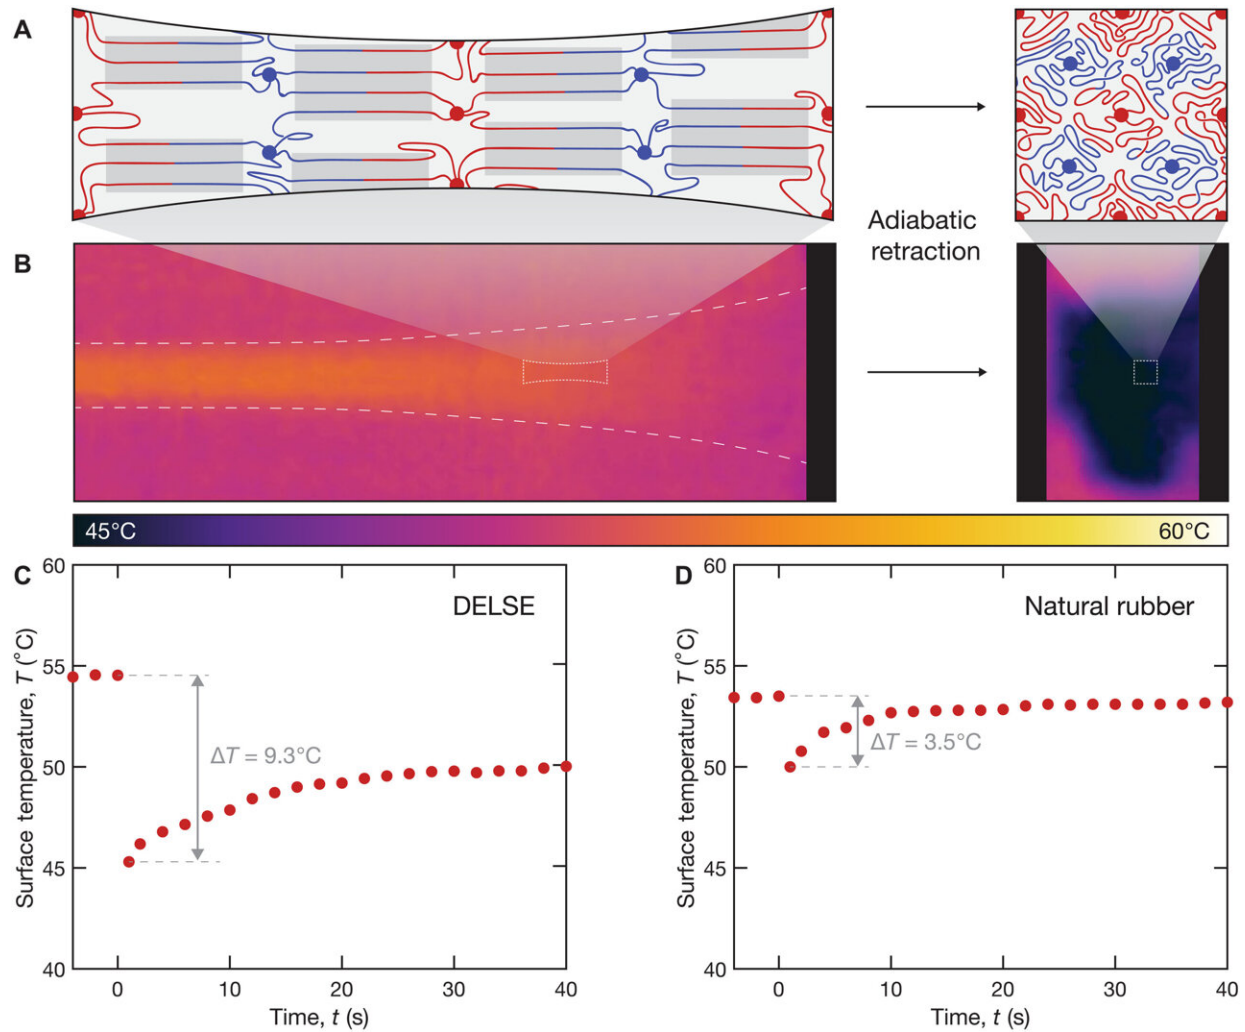 A
Adiabatic
retraction
B
45°C
60°C
C
D
60
55
50
45
40
Surface temperature, T (°C)
DELSE
ΔT = 9.3°C
0
10
20
30
40
Time, t (s)
60
55
50
45
40
Surface temperature, T (°C)
Natural rubber
ΔT = 3.5°C
0
10
20
30
40
Time, t (s)